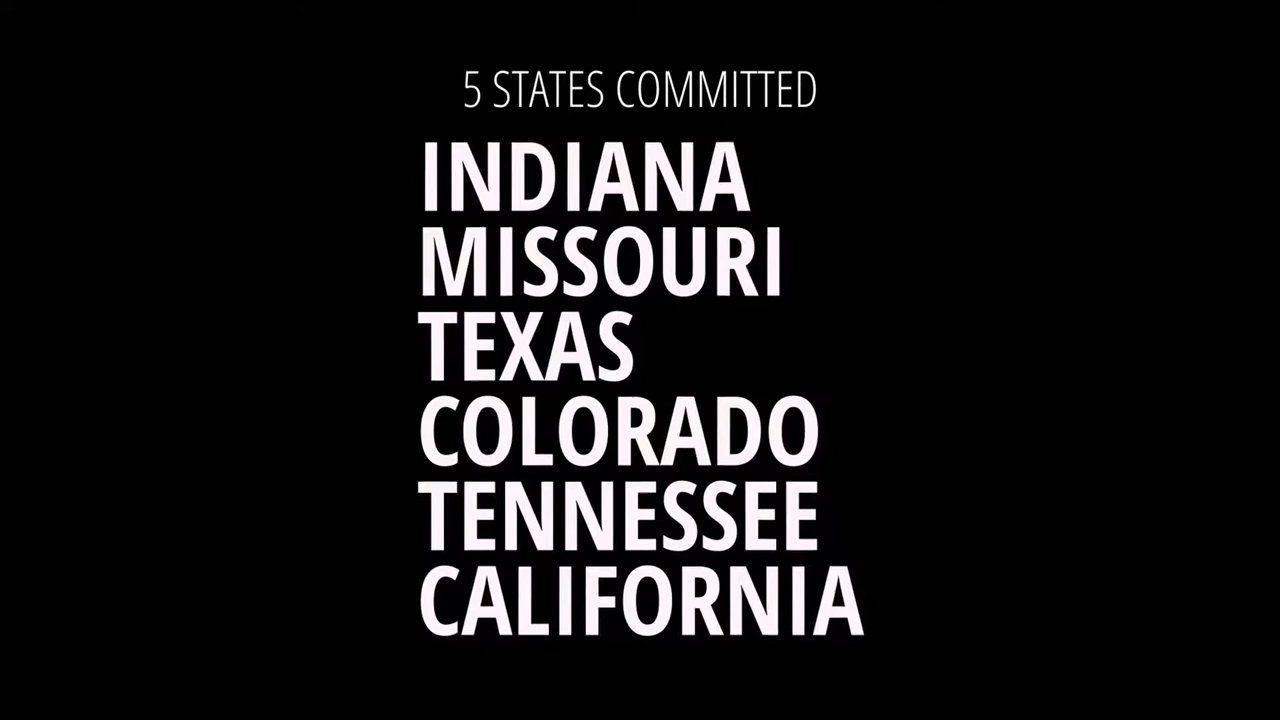 5 STATES COMMITTED
INDIANA
MISSOURI
TEXAS
COLORADO
TENNESSEE
CALIFORNIA